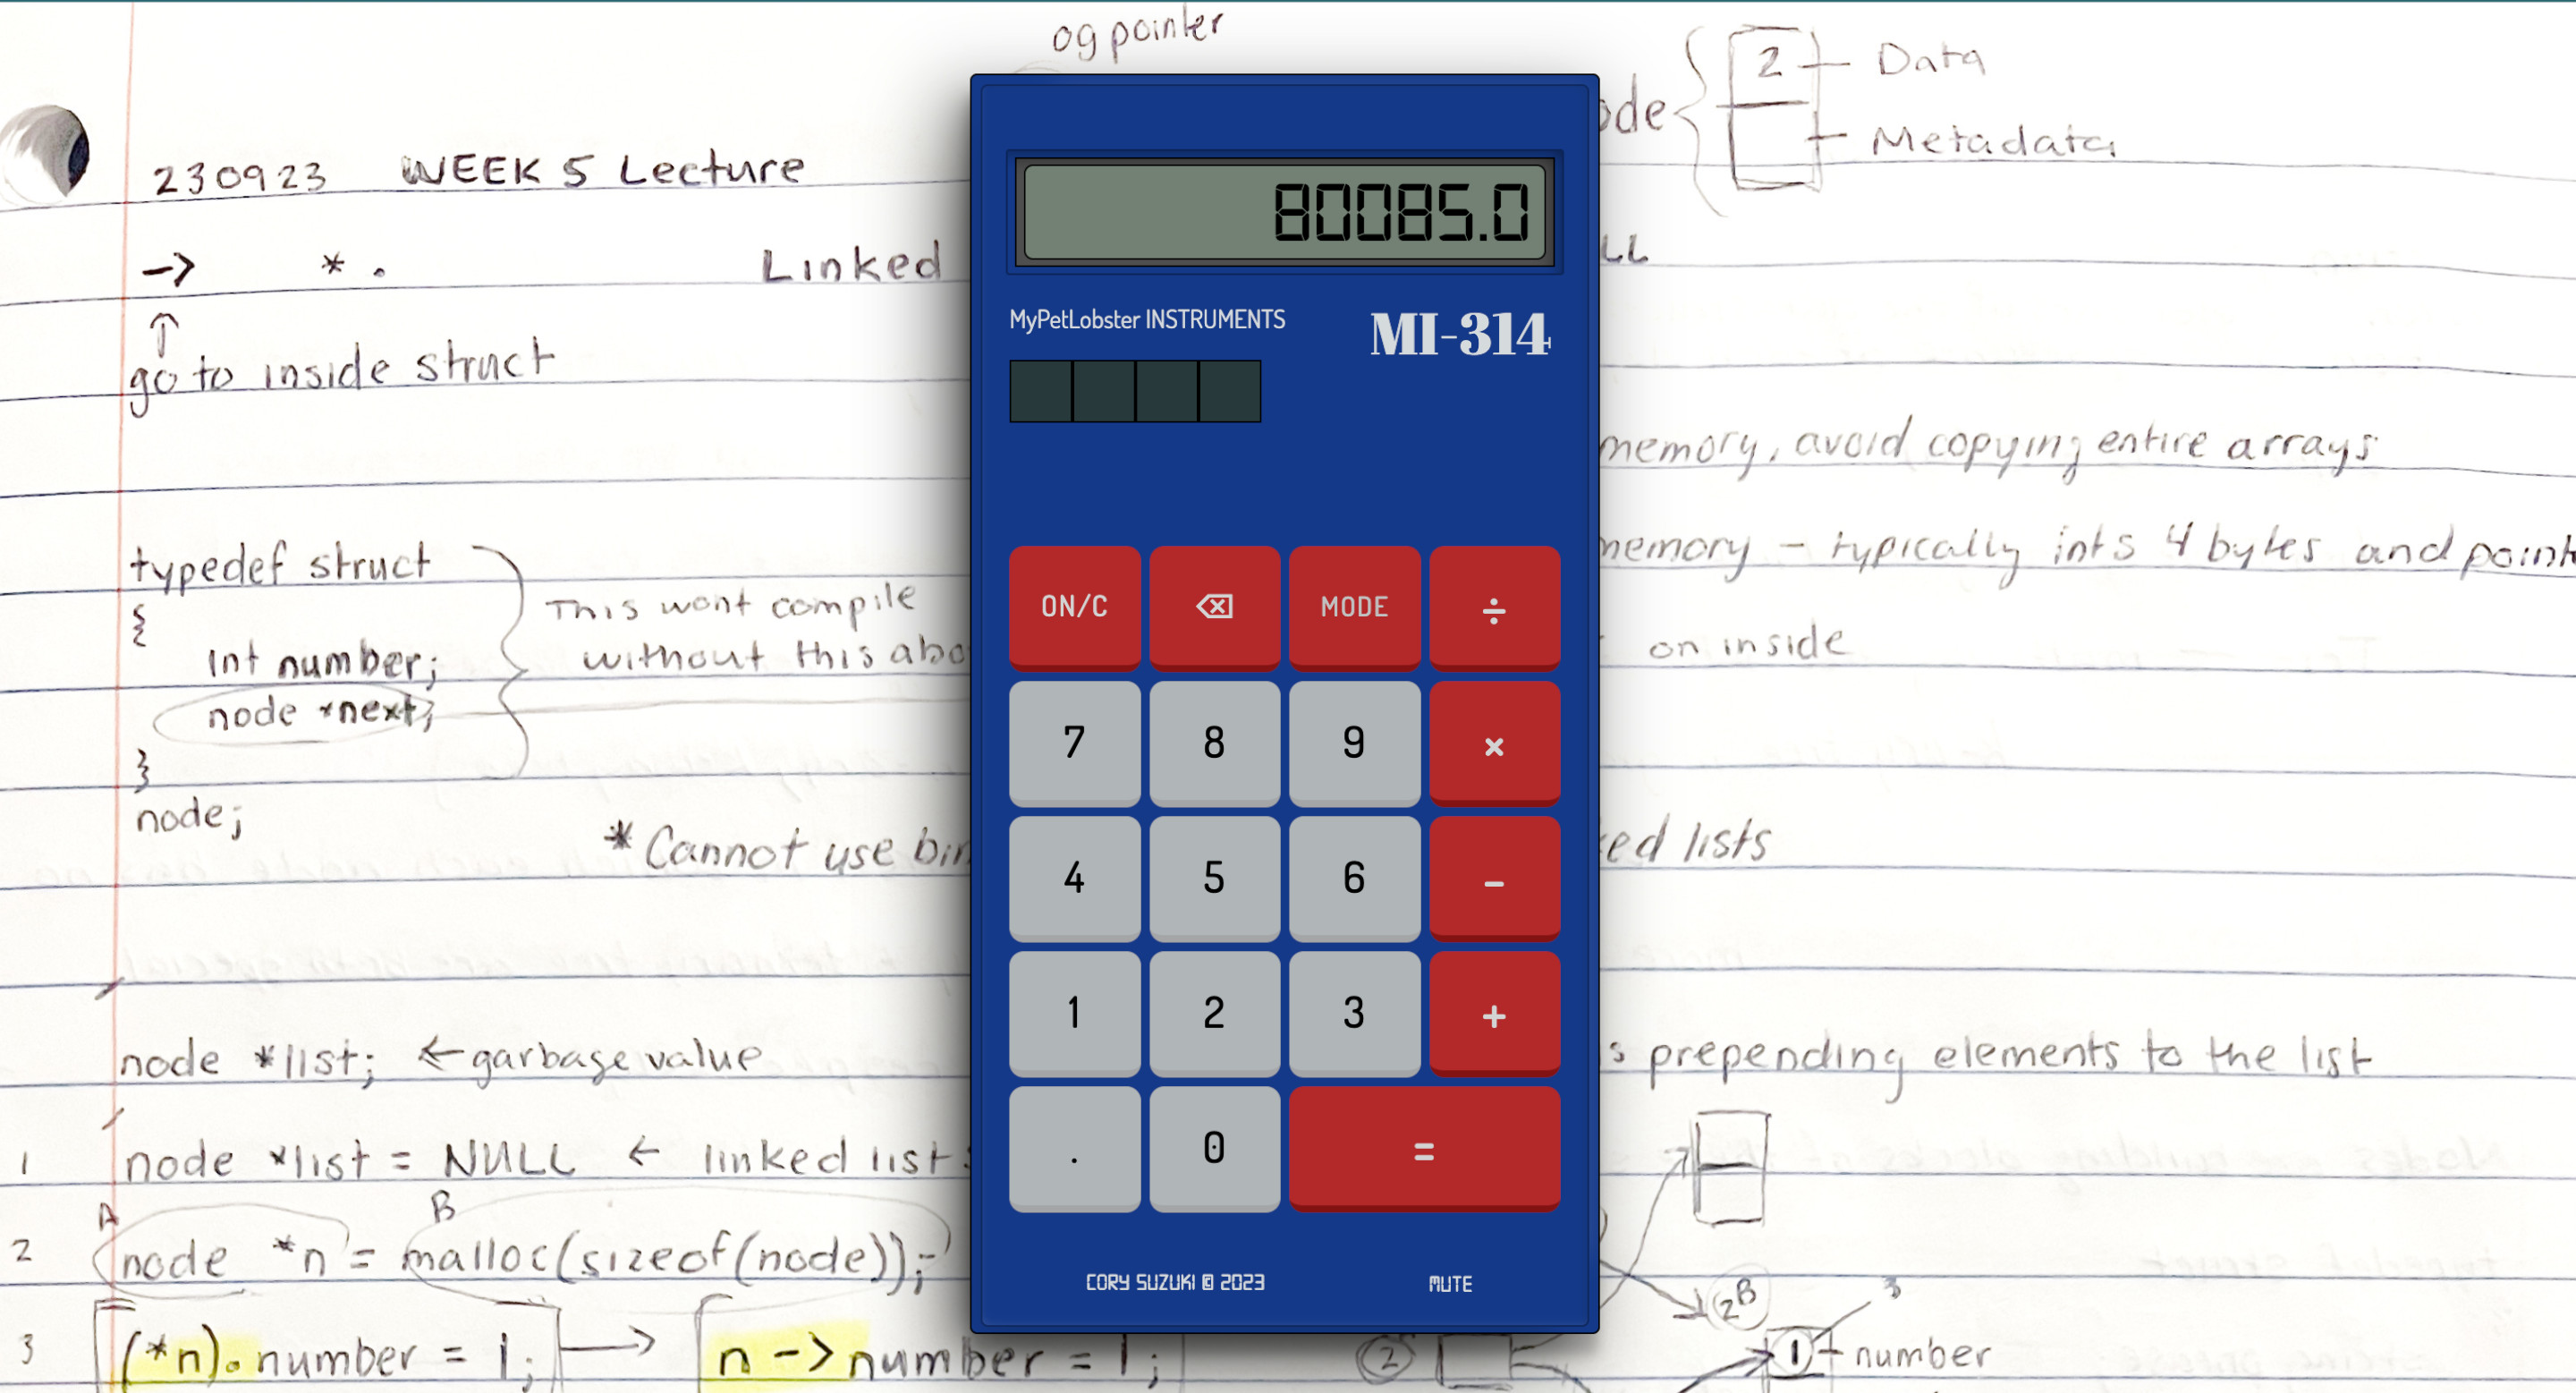 og pointer
2 - Data
ode
Metadata
230923 WEEK 5 Lecture
80085.0
-> * .
Linked
LL
MyPetLobster INSTRUMENTS
MI-314
↑
go to inside struct
memory, avoid copying entire arrays
typedef struct
{
int number;
node *next;
}
node;
This wont compile
without this abo
memory - typically ints 4 bytes and point
on inside
ON/C ⌫ MODE ÷
7 8 9 ×
4 5 6 -
1 2 3 +
. 0 =
* Cannot use bin
ed lists
node *list; ← garbage value
s prepending elements to the list
1 node *list = NULL ← linked list
A B
2 node *n = malloc(sizeof(node));
CORY SUZUKI © 2023
MUTE
2B 3
3 (*n).number = 1; → n -> number = 1;
2
1 number